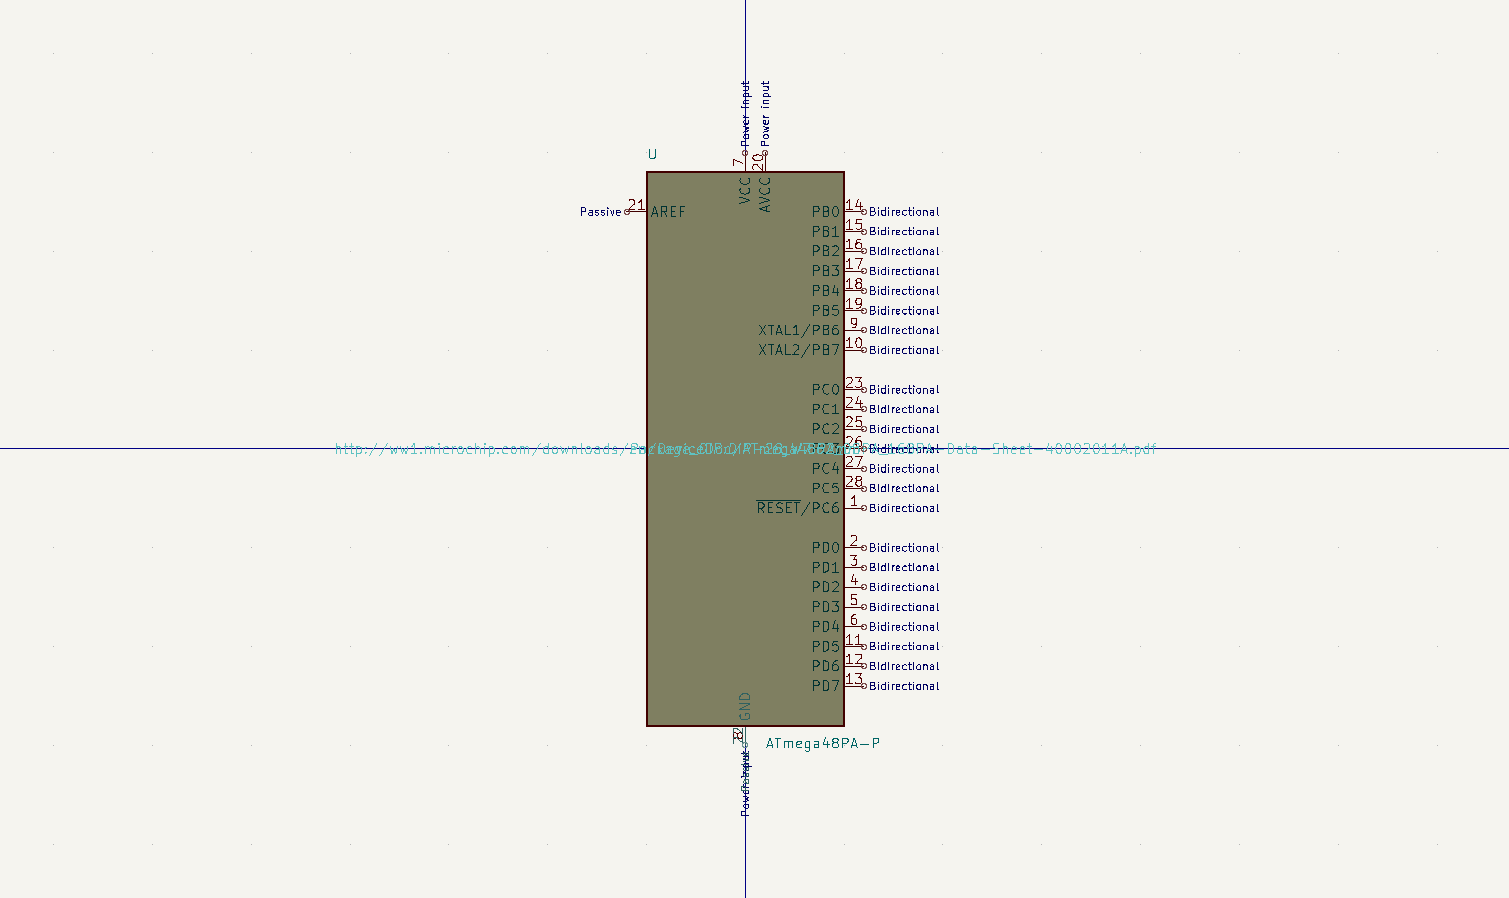 Power input
Power input
U
7
20
VCC
AVCC
Passive
21
AREF
PB0 14 Bidirectional
PB1 15 Bidirectional
PB2 16 Bidirectional
PB3 17 Bidirectional
PB4 18 Bidirectional
PB5 19 Bidirectional
XTAL1/PB6 9 Bidirectional
XTAL2/PB7 10 Bidirectional
PC0 23 Bidirectional
PC1 24 Bidirectional
PC2 25 Bidirectional
http://ww1.microchip.com/downloads/ 26 Bidirectional -Data-Sheet-40002011A.pdf
PC4 27 Bidirectional
PC5 28 Bidirectional
RESET/PC6 1 Bidirectional
PD0 2 Bidirectional
PD1 3 Bidirectional
PD2 4 Bidirectional
PD3 5 Bidirectional
PD4 6 Bidirectional
PD5 11 Bidirectional
PD6 12 Bidirectional
PD7 13 Bidirectional
GND
ATmega48PA-P
Power input